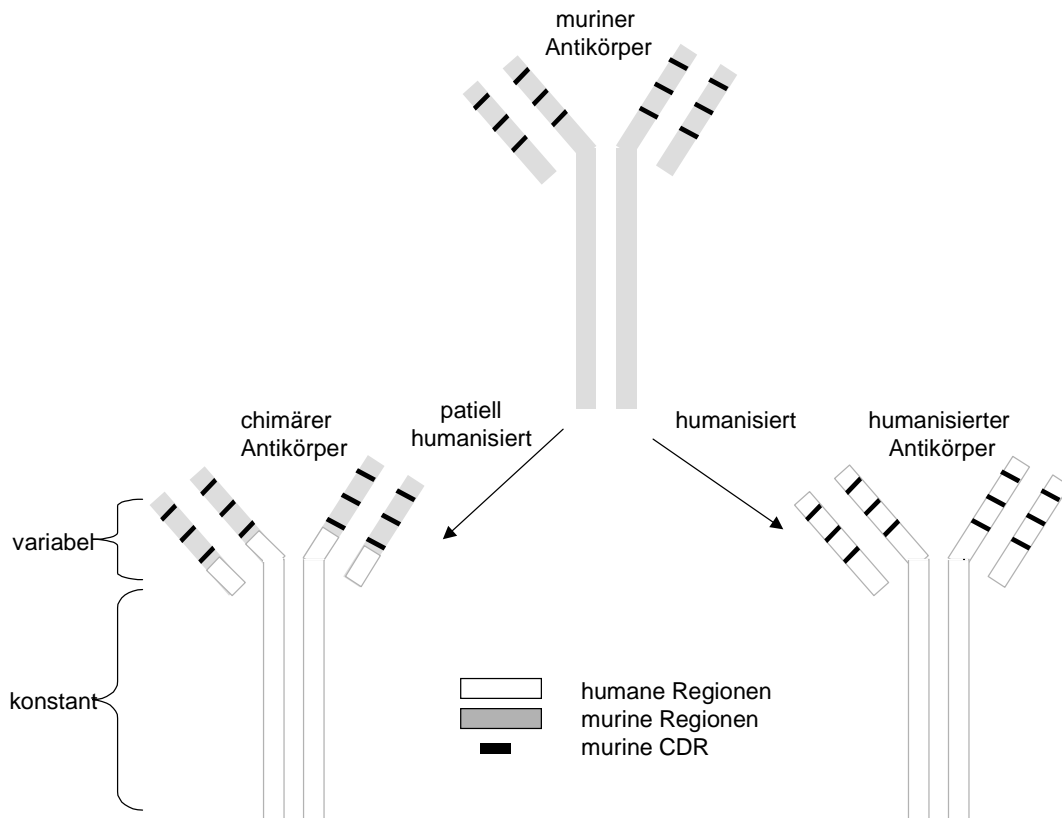 muriner
Antikörper
chimärer
Antikörper
patiell
humanisiert
humanisiert
humanisierter
Antikörper
variabel
konstant
humane Regionen
murine Regionen
murine CDR